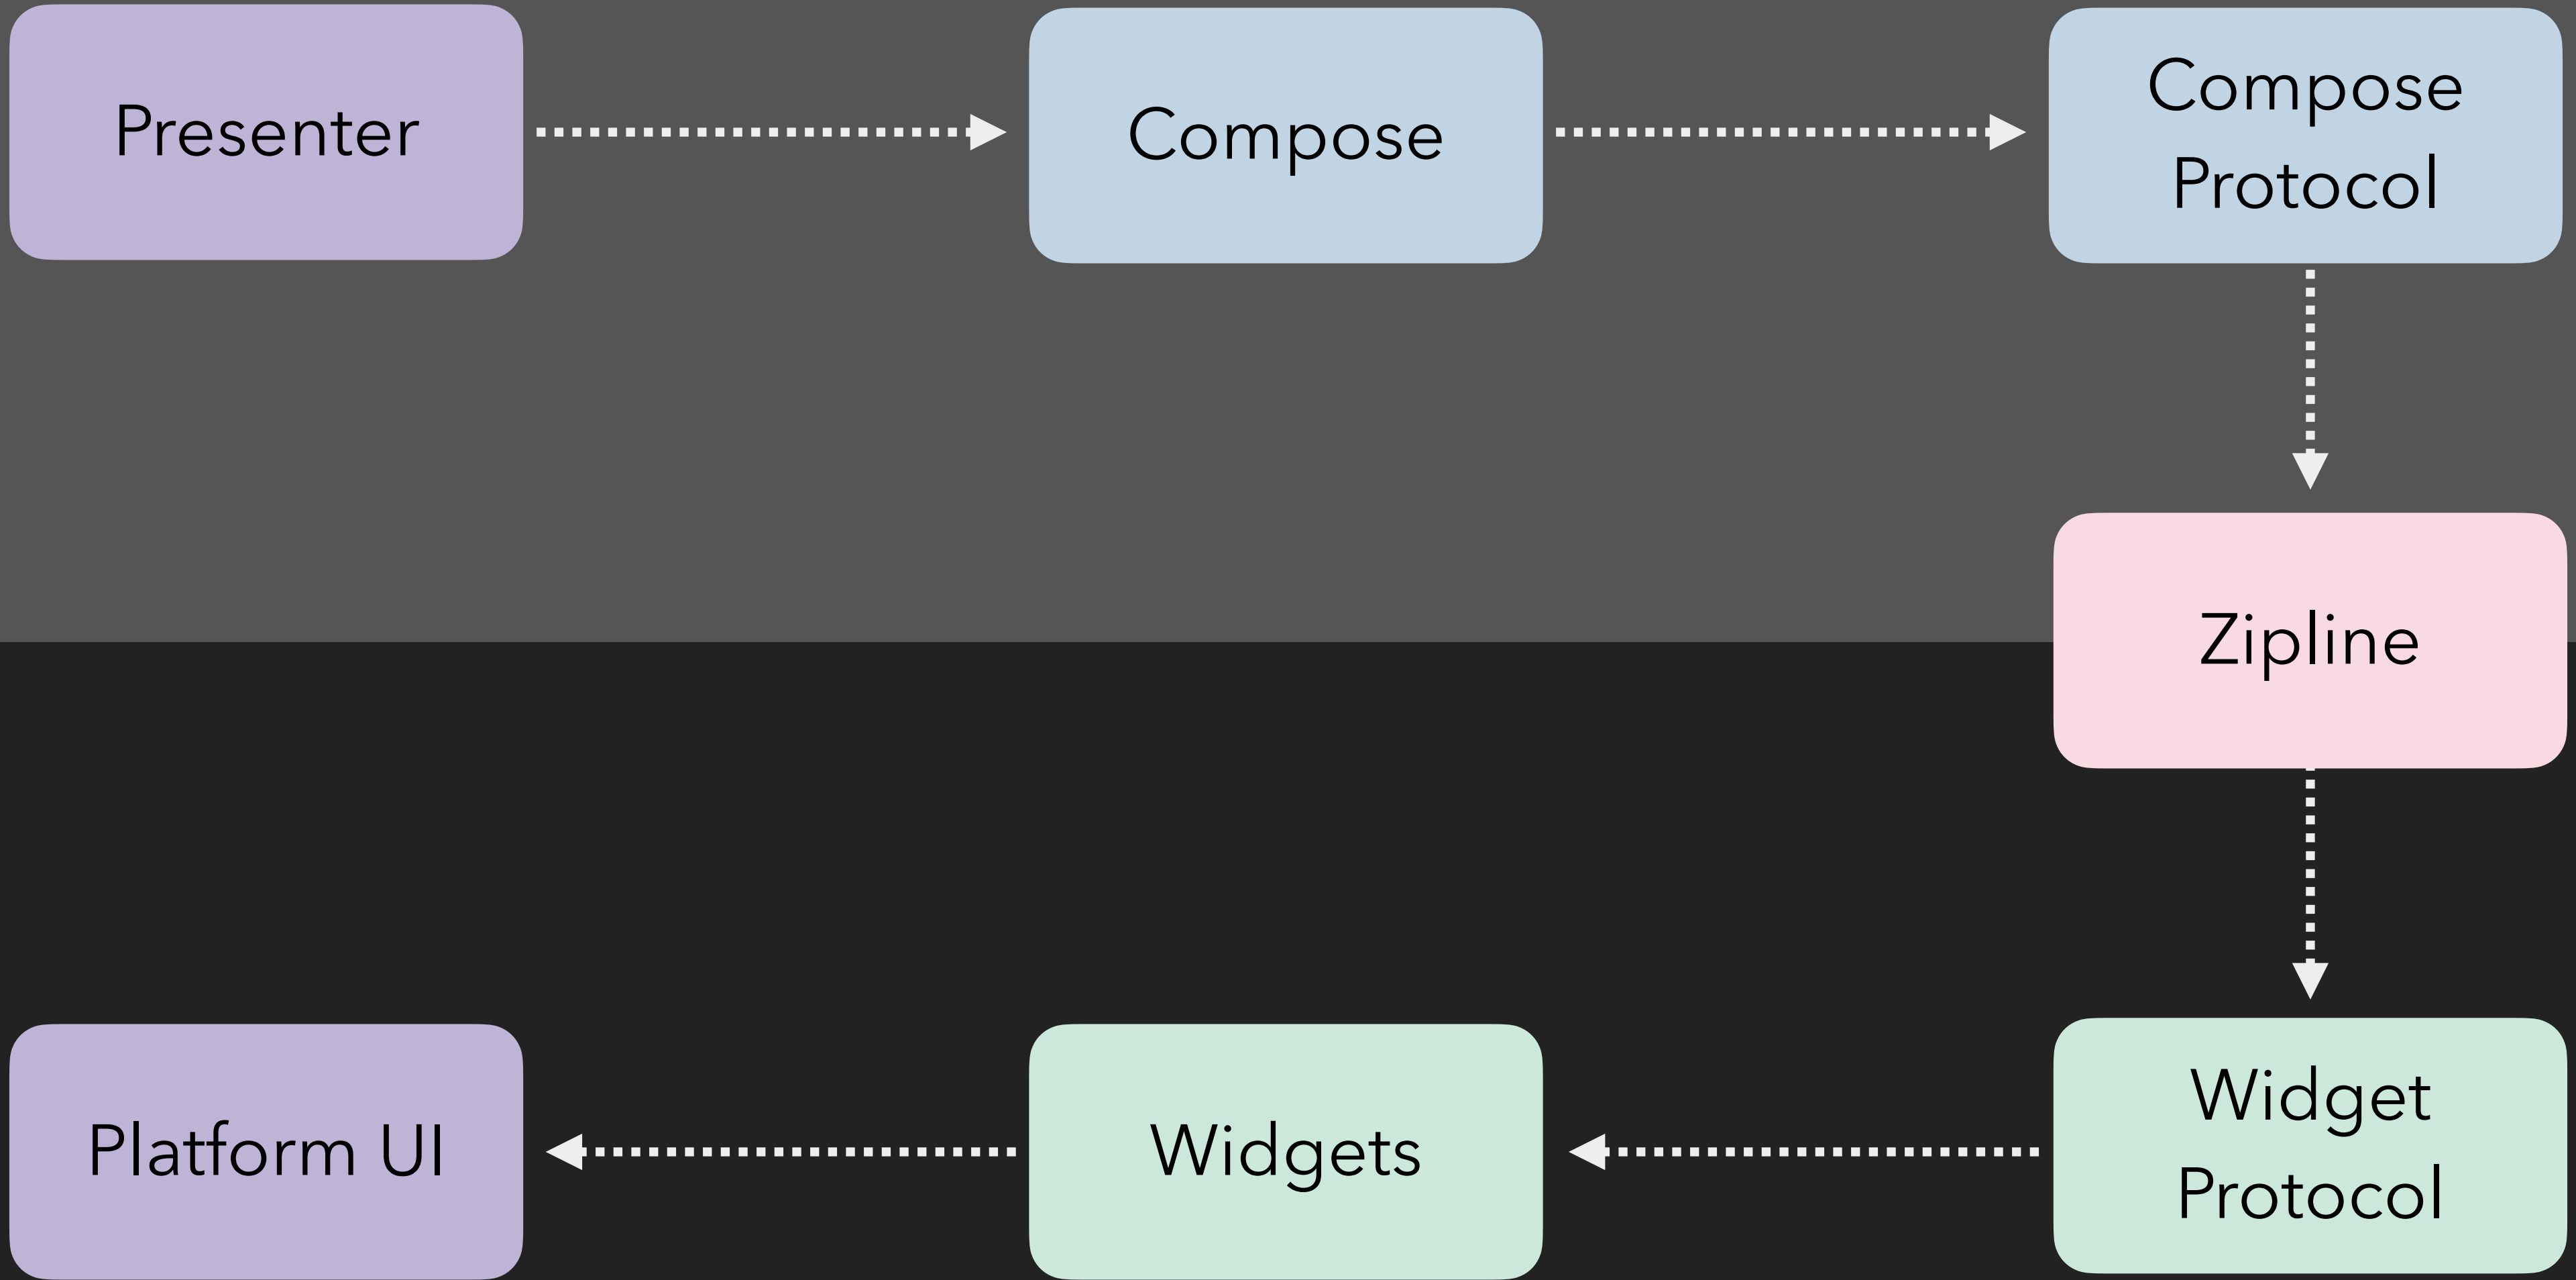 Presenter
Compose
Compose
Protocol
Zipline
Platform UI
Widgets
Widget
Protocol